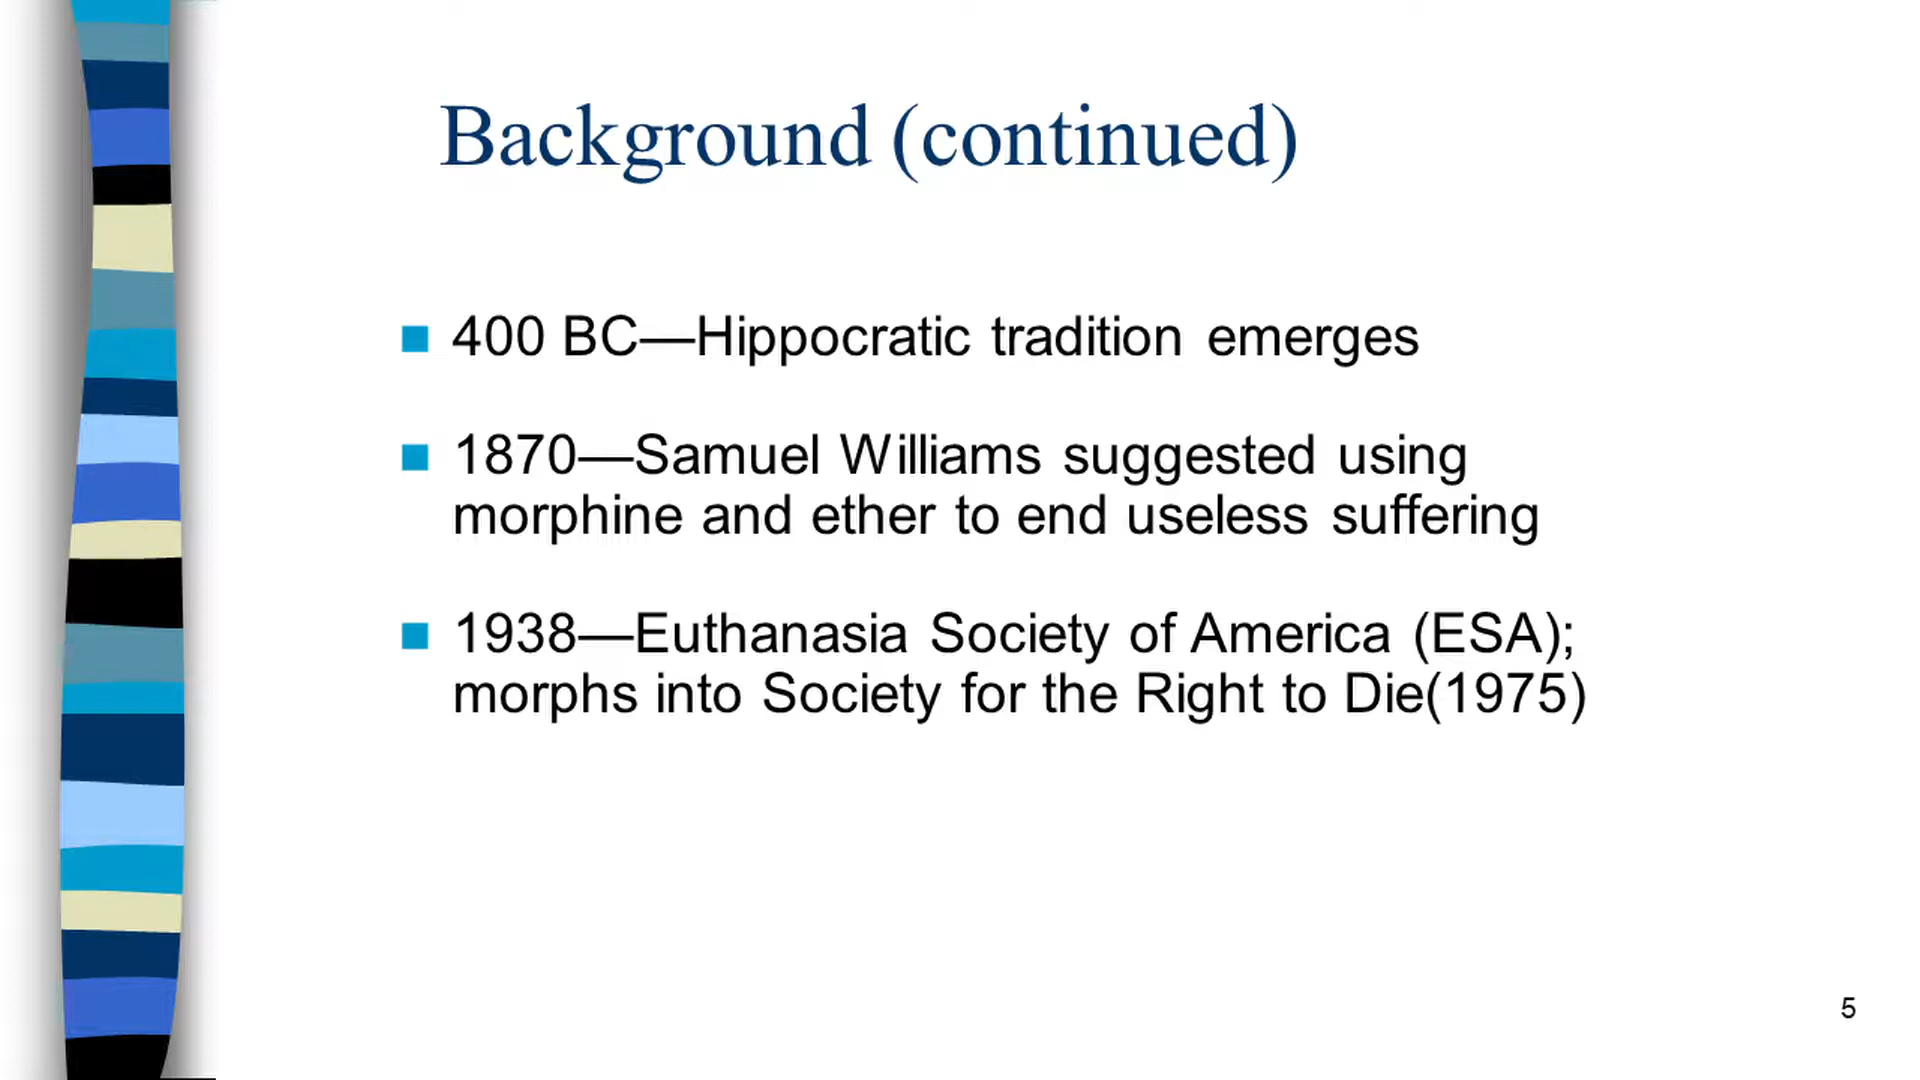 Background (continued)
400 BC—Hippocratic tradition emerges
1870—Samuel Williams suggested using
morphine and ether to end useless suffering
1938—Euthanasia Society of America (ESA);
morphs into Society for the Right to Die(1975)
5